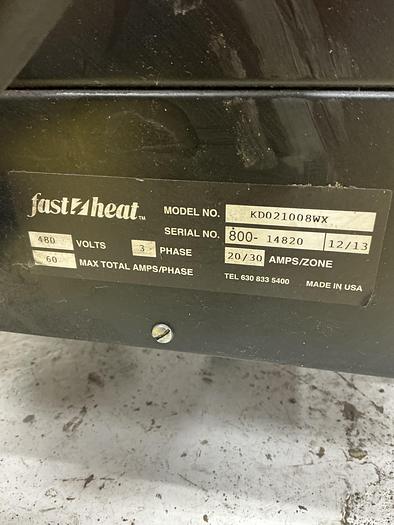 fast heat™
MODEL NO. KD021008WX
SERIAL NO. 800- 14820 12/13
480 VOLTS 3 PHASE 20/30 AMPS/ZONE
60 MAX TOTAL AMPS/PHASE
TEL 630 833 5400 MADE IN USA